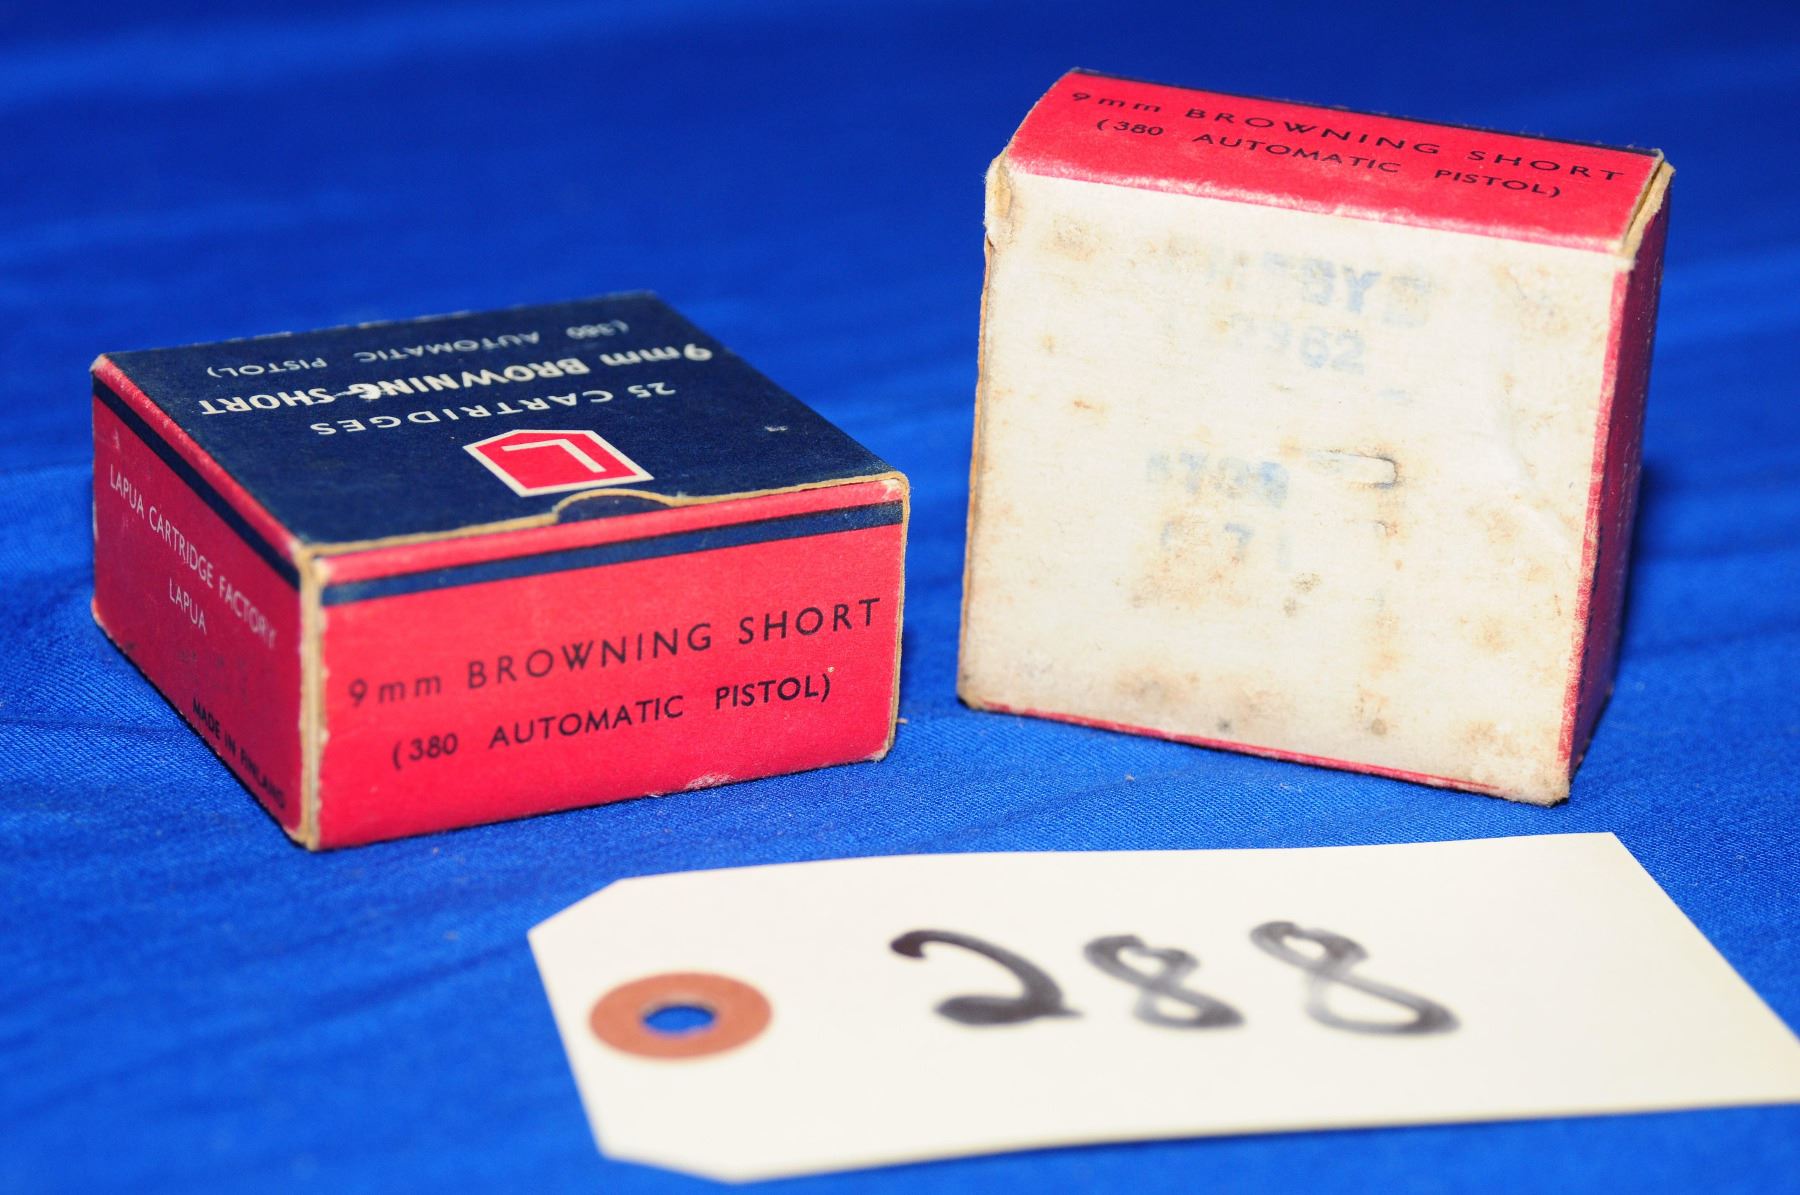 (380 AUTOMATIC PISTOL)
9mm BROWNING SHORT
25 CARTRIDGES
L
LAPUA CARTRIDGE FACTORY
LAPUA
MADE IN FINLAND
9mm BROWNING SHORT
(380 AUTOMATIC PISTOL)
9mm BROWNING SHORT
(380 AUTOMATIC PISTOL)
288